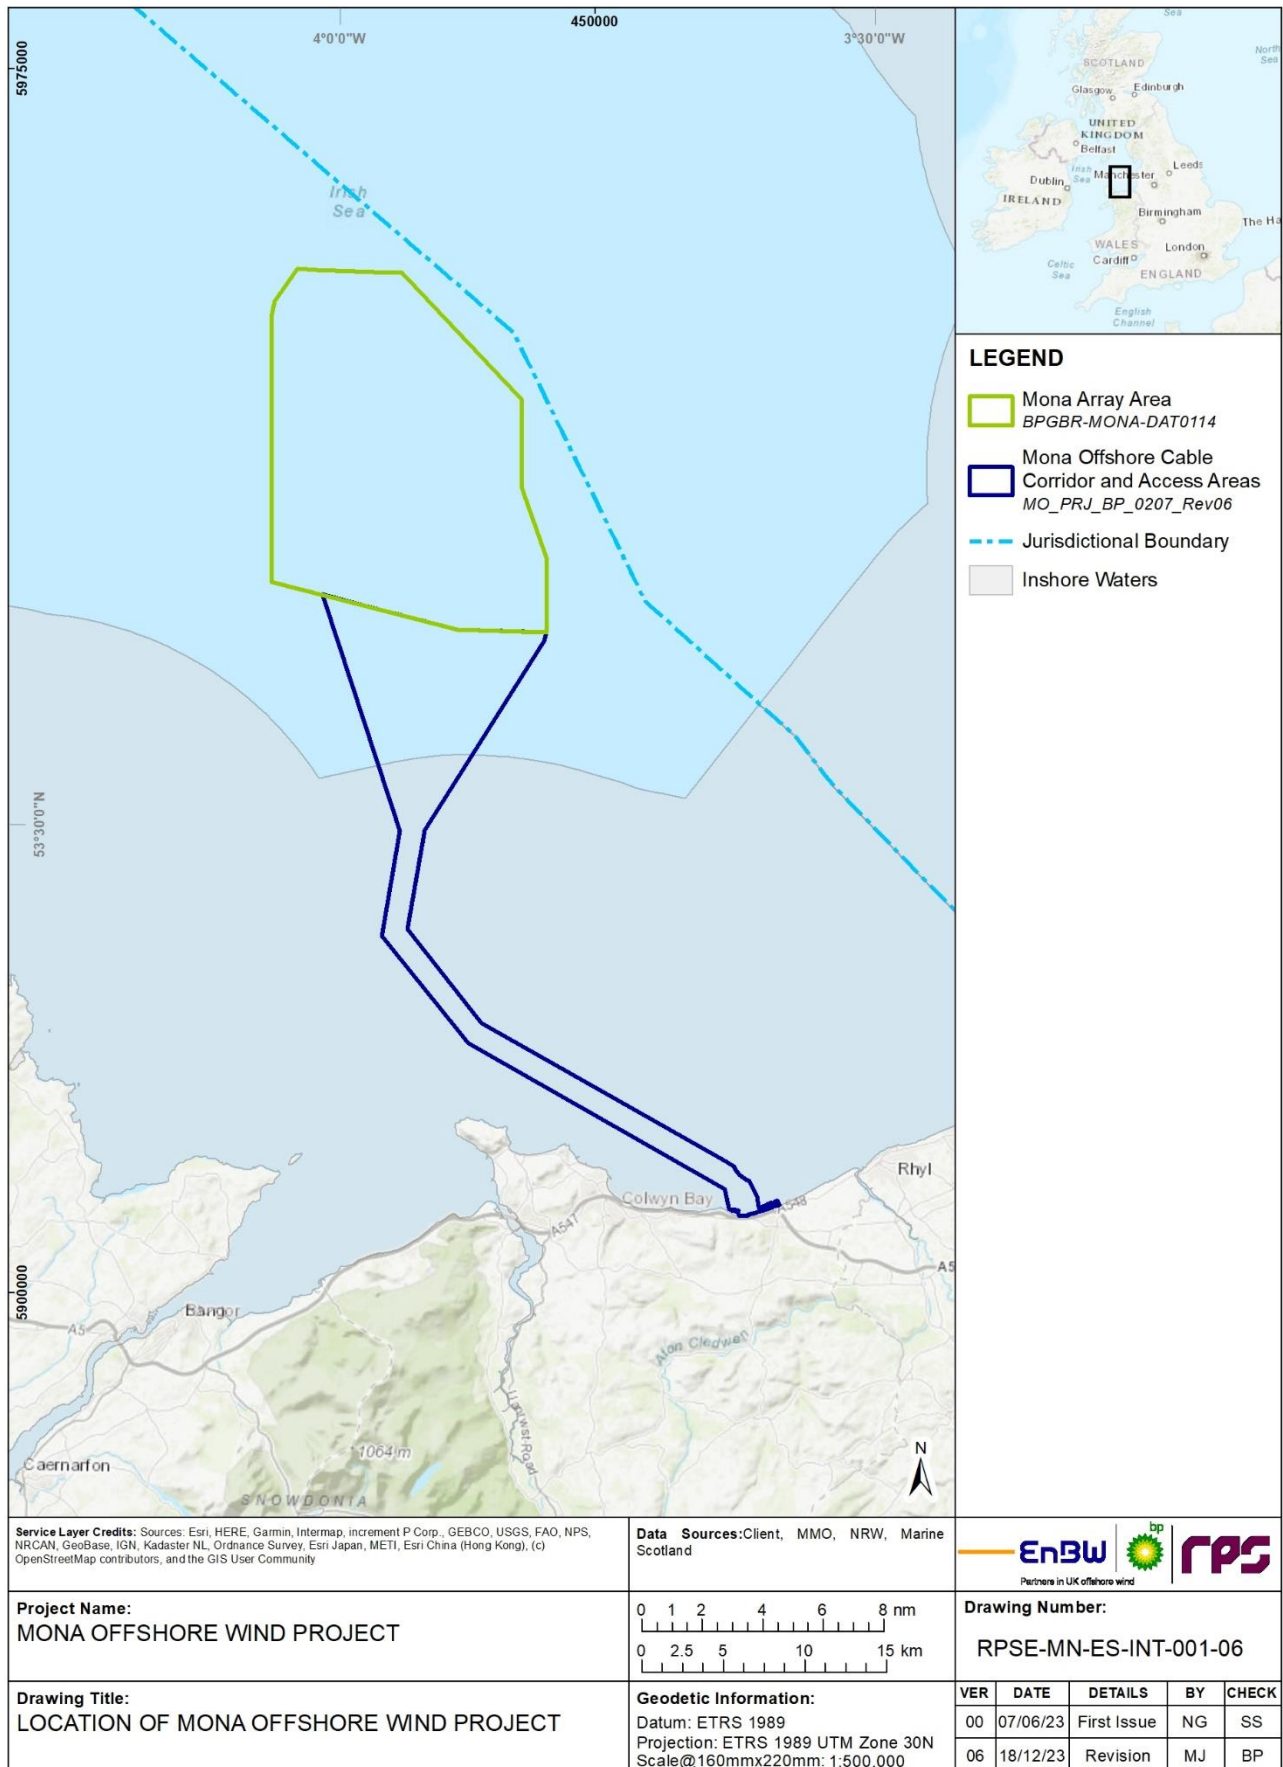 450000
4°0'0"W
3°30'0"W
5975000
Irish
Sea
53°30'0"N
Rhyl
Colwyn Bay
A548
A541
A5
5900000
Bangor
A5
Afon Cledwen
Llanrwst Road
1064 m
Caernarfon
SNOWDONIA
N
Sea
North
Sea
SCOTLAND
Glasgow
Edinburgh
UNITED
KINGDOM
Belfast
Irish
Sea
Manchester
Leeds
Dublin
IRELAND
Birmingham
The Ha
WALES
London
Cardiff
Celtic
Sea
ENGLAND
English
Channel
LEGEND
Mona Array Area
BPGBR-MONA-DAT0114
Mona Offshore Cable
Corridor and Access Areas
MO_PRJ_BP_0207_Rev06
Jurisdictional Boundary
Inshore Waters
Service Layer Credits: Sources: Esri, HERE, Garmin, Intermap, increment P Corp., GEBCO, USGS, FAO, NPS,
NRCAN, GeoBase, IGN, Kadaster NL, Ordnance Survey, Esri Japan, METI, Esri China (Hong Kong), (c)
OpenStreetMap contributors, and the GIS User Community
Data Sources:Client, MMO, NRW, Marine
Scotland
EnBW
bp
rps
Partners in UK offshore wind
Project Name:
MONA OFFSHORE WIND PROJECT
0 1 2 4 6 8 nm
0 2.5 5 10 15 km
Drawing Number:
RPSE-MN-ES-INT-001-06
Drawing Title:
LOCATION OF MONA OFFSHORE WIND PROJECT
Geodetic Information:
Datum: ETRS 1989
Projection: ETRS 1989 UTM Zone 30N
Scale@160mmx220mm: 1:500,000
VER DATE DETAILS BY CHECK
00 07/06/23 First Issue NG SS
06 18/12/23 Revision MJ BP